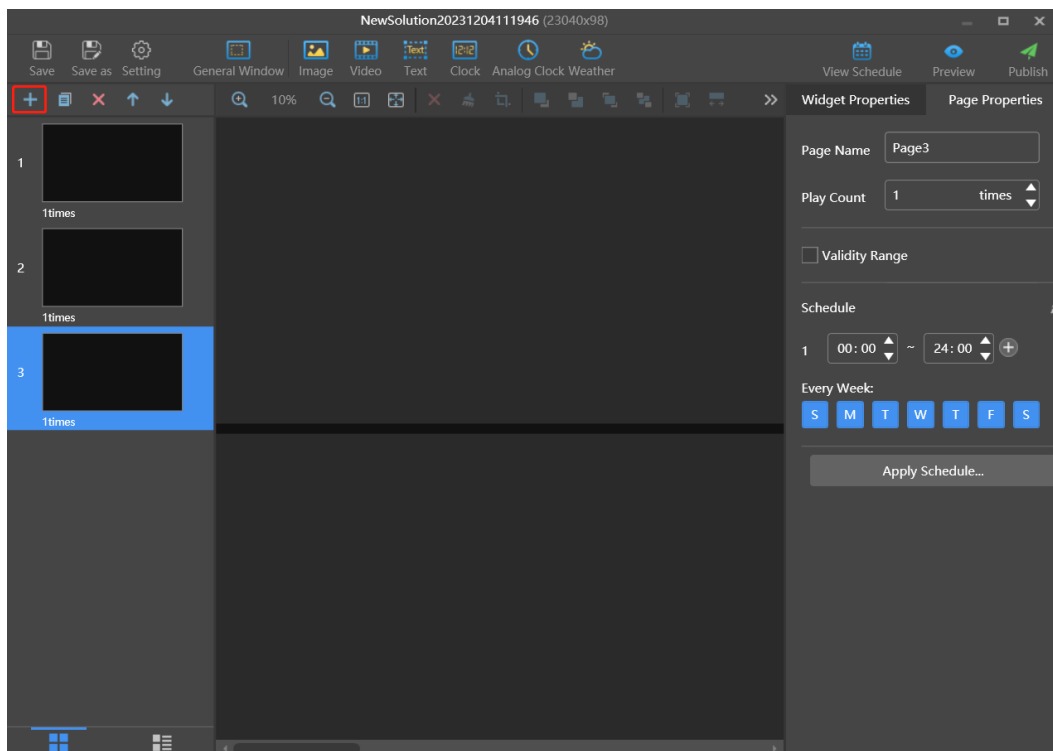 NewSolution20231204111946 (23040x98)
Save Save as Setting General Window Image Video Text Clock Analog Clock Weather View Schedule Preview Publish
Text
12:12
10% 1:1 Widget Properties Page Properties
1
1times
2
1times
3
1times
Page Name Page3
Play Count 1 times
Validity Range
Schedule
1 00:00 ~ 24:00
Every Week:
S M T W T F S
Apply Schedule...